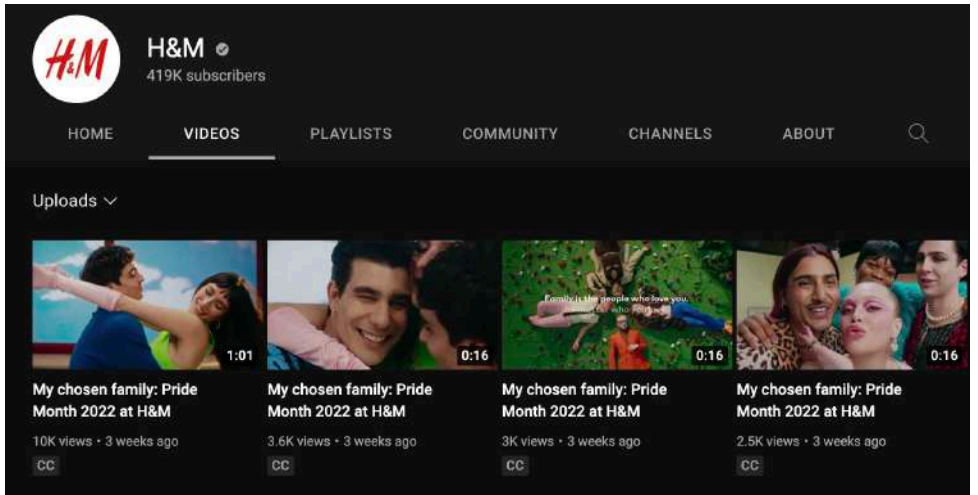 H&M
H&M
419K subscribers
HOME VIDEOS PLAYLISTS COMMUNITY CHANNELS ABOUT
Uploads
1:01 0:16 0:16 0:16
Family is the people who love you.
My chosen family: Pride Month 2022 at H&M
10K views • 3 weeks ago
CC
My chosen family: Pride Month 2022 at H&M
3.6K views • 3 weeks ago
CC
My chosen family: Pride Month 2022 at H&M
3K views • 3 weeks ago
CC
My chosen family: Pride Month 2022 at H&M
2.5K views • 3 weeks ago
CC